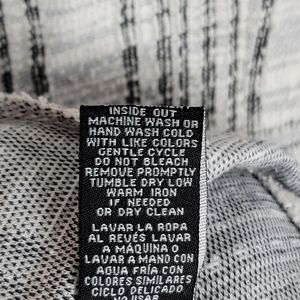 INSIDE OUT
MACHINE WASH OR
HAND WASH COLD
WITH LIKE COLORS
GENTLE CYCLE
DO NOT BLEACH
REMOVE PROMPTLY
TUMBLE DRY LOW
WARM IRON
IF NEEDED
OR DRY CLEAN
LAVAR LA ROPA
AL REVÉS LAVAR
A MÁQUINA O
LAVAR A MANO CON
AGUA FRÍA CON
COLORES SIMILARES
CICLO DELICADO
NO USAR